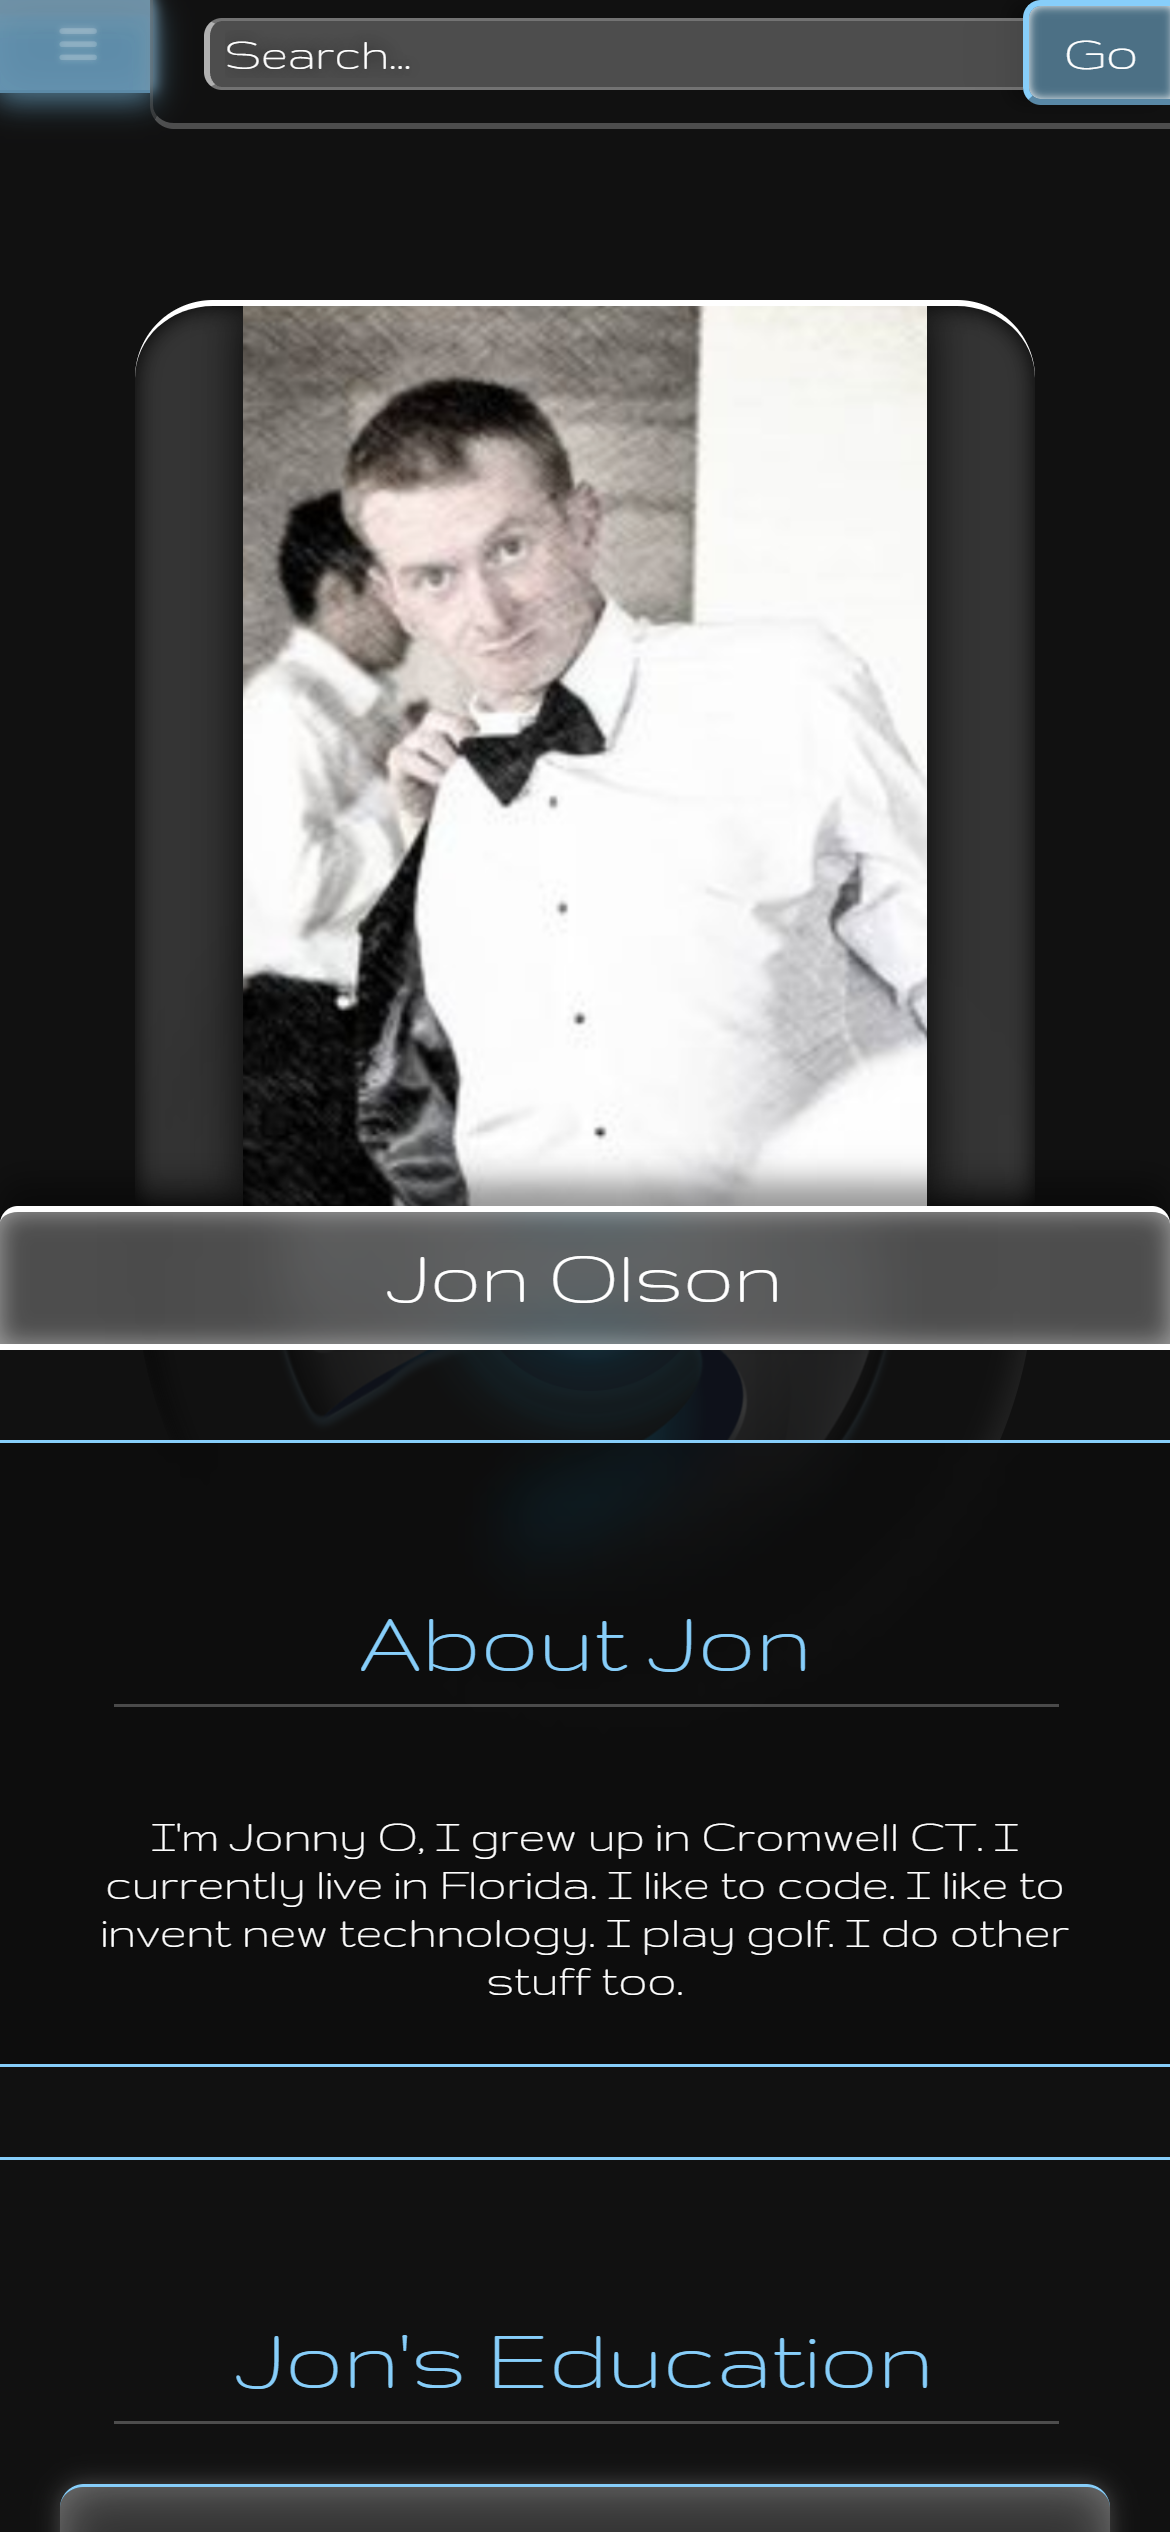 Search...
Go
Jon Olson
About Jon
I'm Jonny O, I grew up in Cromwell CT. I
currently live in Florida. I like to code. I like to
invent new technology. I play golf. I do other
stuff too.
Jon's Education